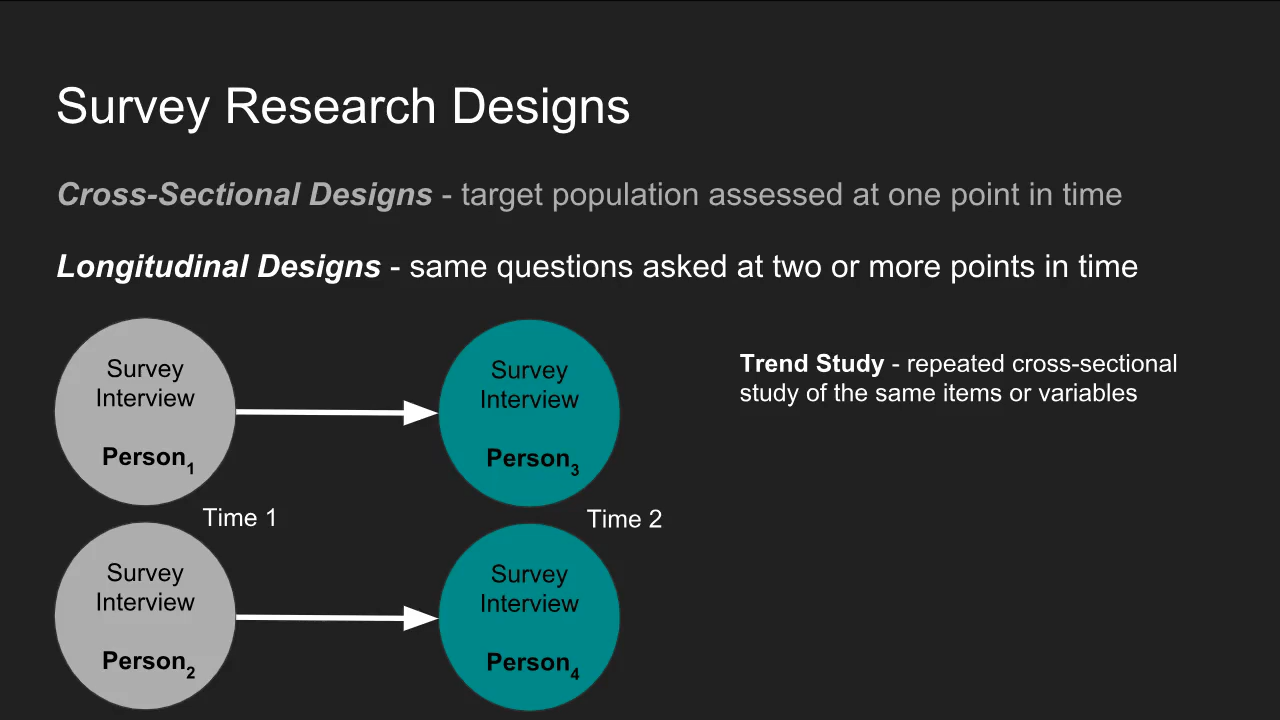 Survey Research Designs
Cross-Sectional Designs - target population assessed at one point in time
Longitudinal Designs - same questions asked at two or more points in time
Survey
Interview
Person1
Survey
Interview
Person3
Trend Study - repeated cross-sectional
study of the same items or variables
Time 1
Time 2
Survey
Interview
Person2
Survey
Interview
Person4